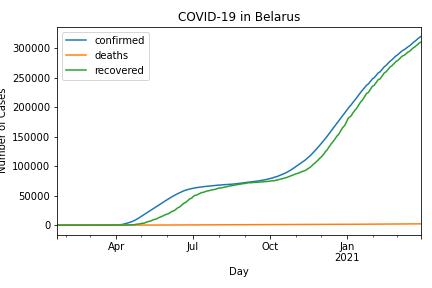 COVID-19 in Belarus
confirmed
deaths
recovered
300000
250000
200000
150000
100000
50000
0
Number of Cases
Apr
Jul
Oct
Jan
2021
Day